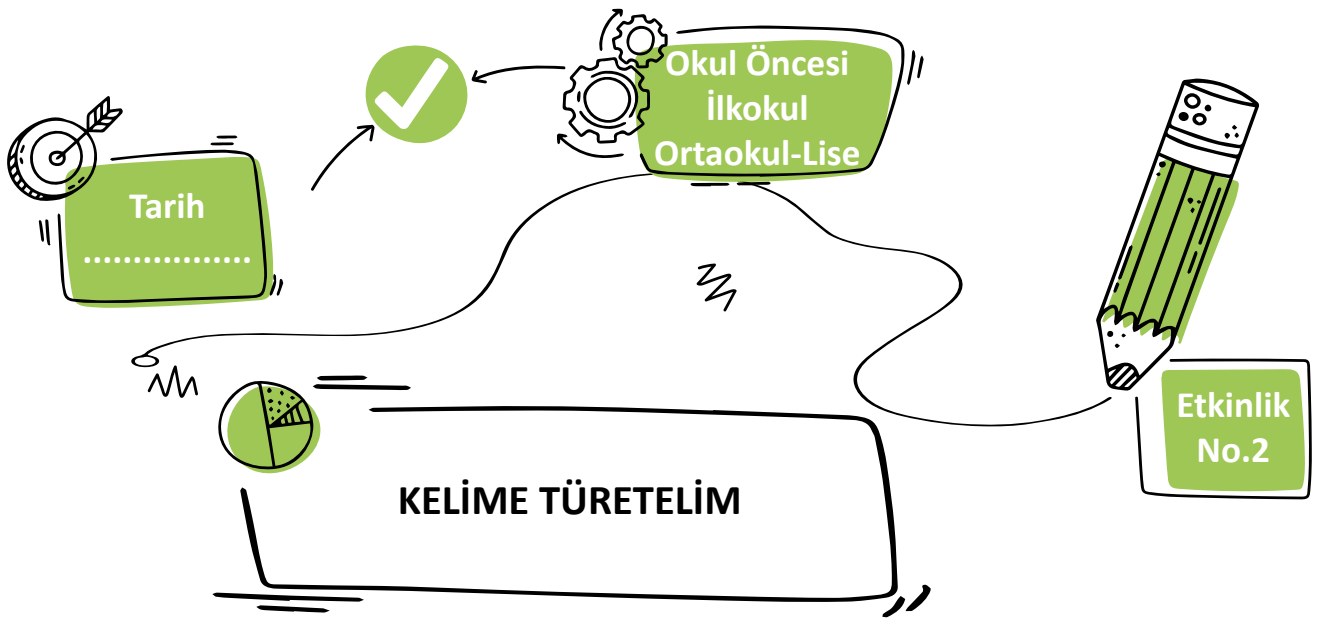 Okul Öncesi
İlkokul
Ortaokul-Lise
Tarih
.................
Etkinlik
No.2
KELİME TÜRETELİM